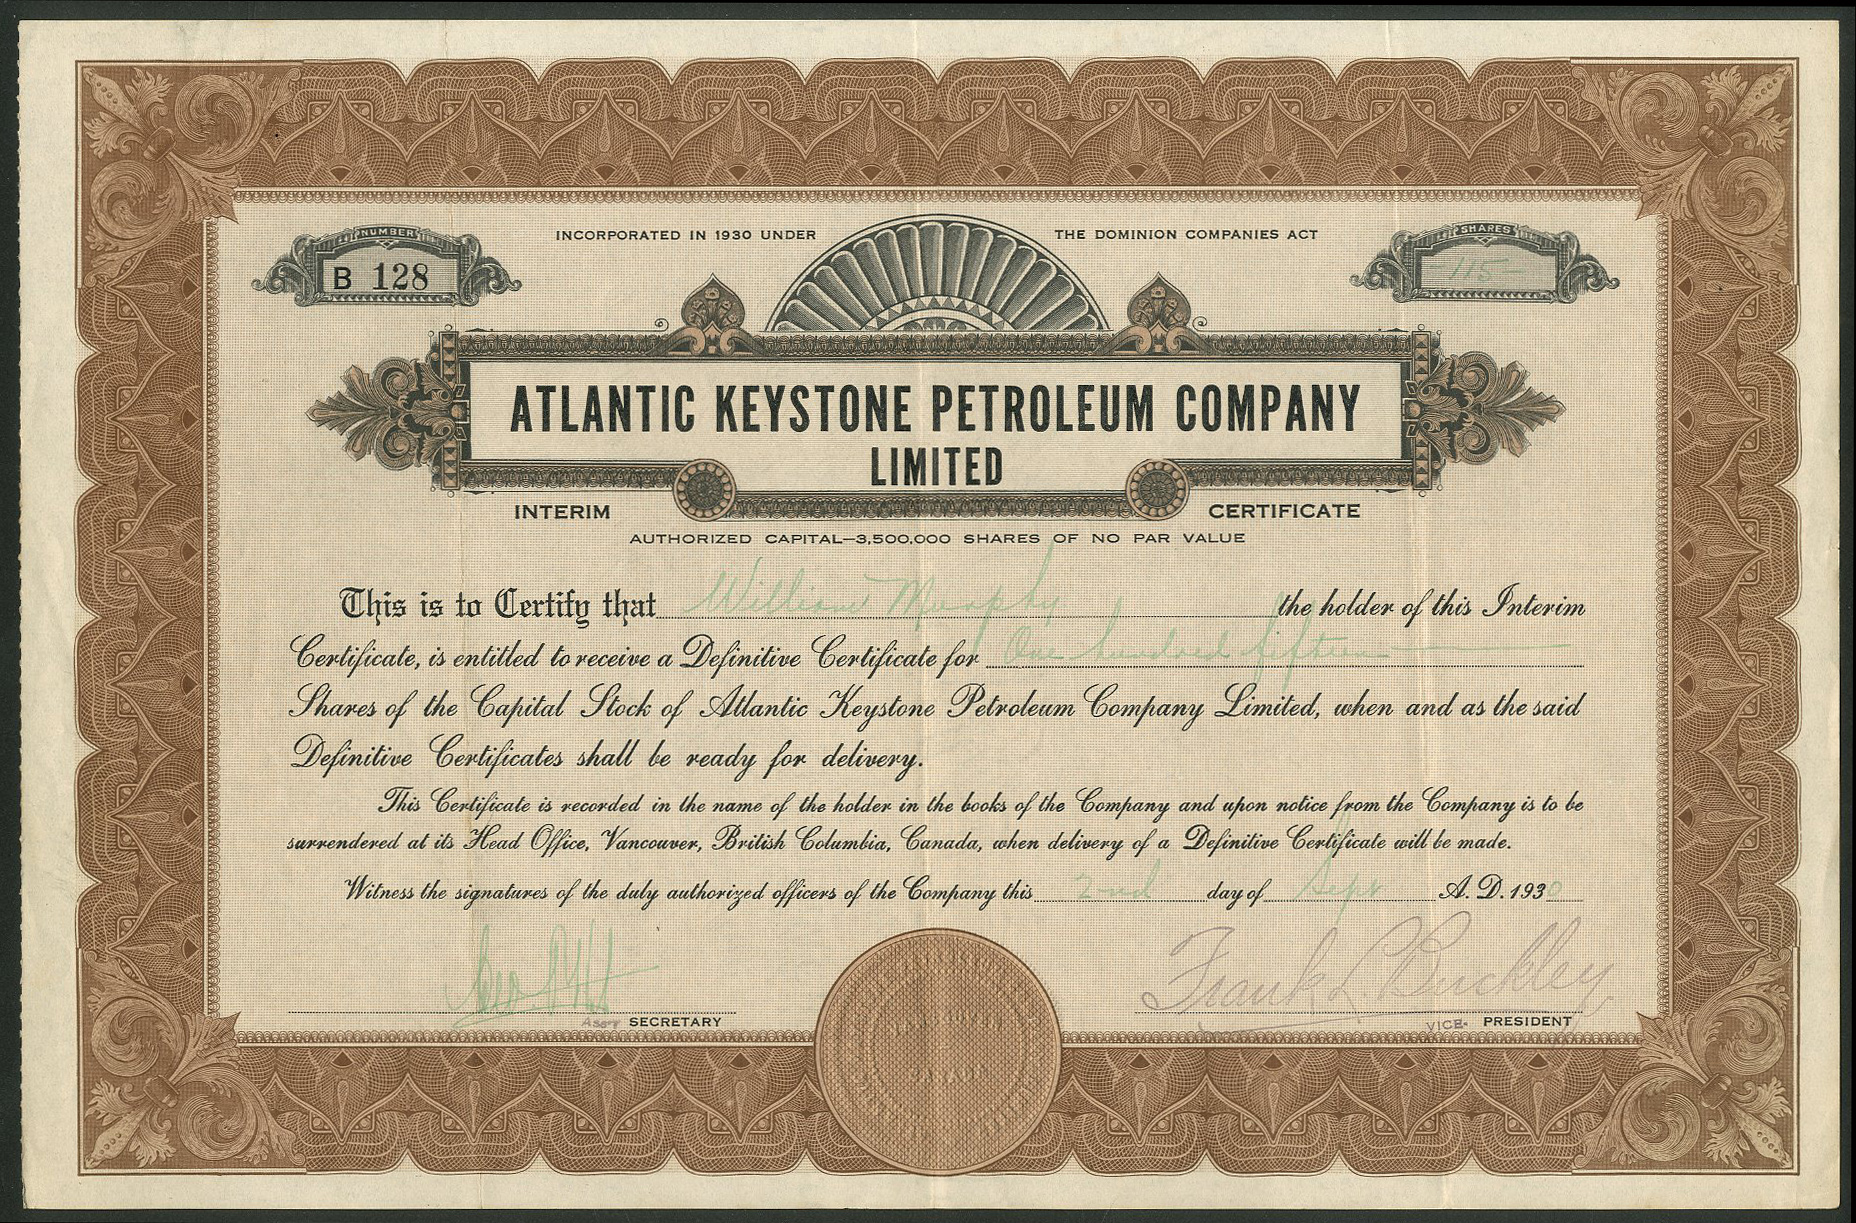 INCORPORATED IN 1930 UNDER THE DOMINION COMPANIES ACT
NUMBER
B 128
SHARES
-115-
ATLANTIC KEYSTONE PETROLEUM COMPANY
LIMITED
INTERIM CERTIFICATE
AUTHORIZED CAPITAL—3,500,000 SHARES OF NO PAR VALUE
This is to Certify that William Murphy the holder of this Interim
Certificate, is entitled to receive a Definitive Certificate for One hundred fifteen
Shares of the Capital Stock of Atlantic Keystone Petroleum Company Limited, when and as the said
Definitive Certificates shall be ready for delivery.
This Certificate is recorded in the name of the holder in the books of the Company and upon notice from the Company is to be
surrendered at its Head Office, Vancouver, British Columbia, Canada, when delivery of a Definitive Certificate will be made.
Witness the signatures of the duly authorized officers of the Company this 2nd day of Sept A. D. 1930
Frank L. Buckley
ASST SECRETARY
VICE- PRESIDENT